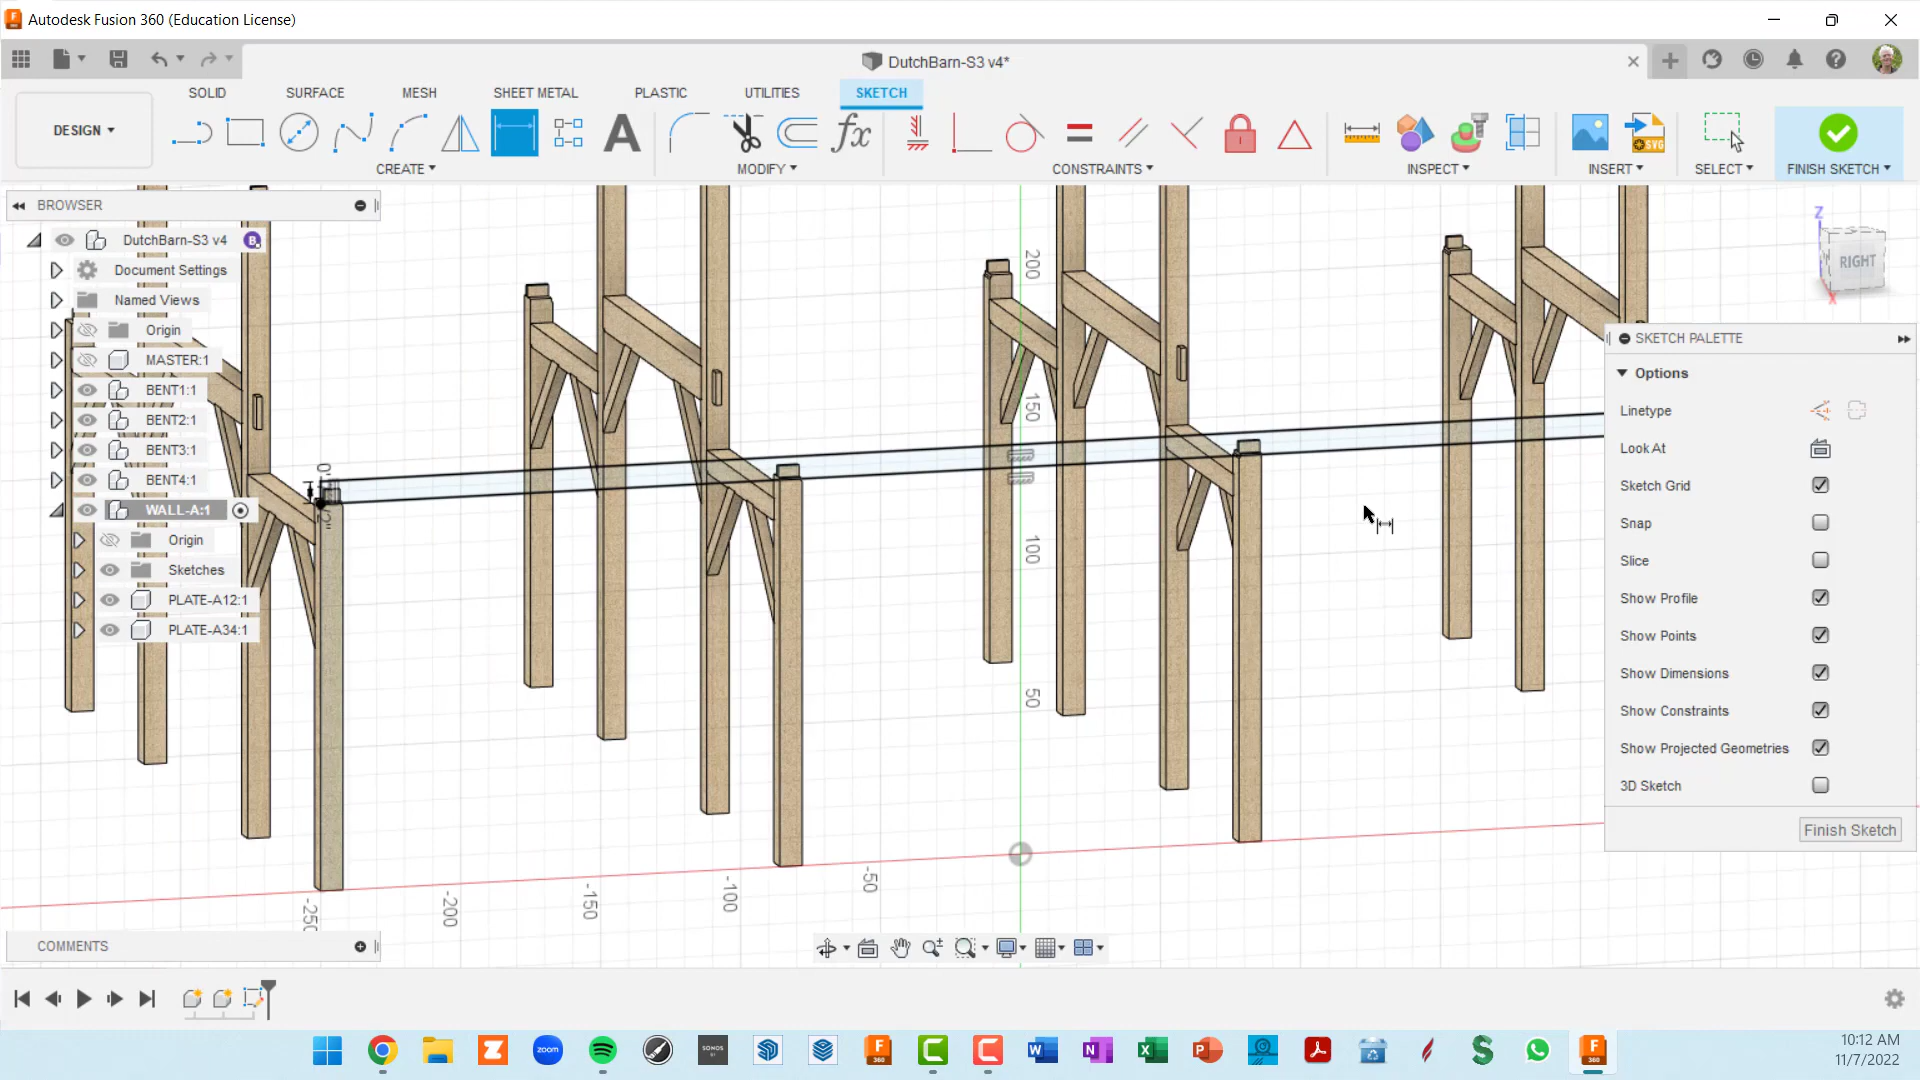 Autodesk Fusion 360 (Education License)
DutchBarn-S3 v4*
SOLID SURFACE MESH SHEET METAL PLASTIC UTILITIES SKETCH
DESIGN
CREATE MODIFY CONSTRAINTS INSPECT INSERT SELECT FINISH SKETCH
BROWSER
DutchBarn-S3 v4
Document Settings
Named Views
Origin
MASTER:1
BENT1:1
BENT2:1
BENT3:1
BENT4:1
WALL-A:1
Origin
Sketches
PLATE-A12:1
PLATE-A34:1
200
150
100
50
-50
-100
-150
-200
-250
Z
X
RIGHT
SKETCH PALETTE
Options
Linetype
Look At
Sketch Grid
Snap
Slice
Show Profile
Show Points
Show Dimensions
Show Constraints
Show Projected Geometries
3D Sketch
Finish Sketch
COMMENTS
zoom
SONOS
10:12 AM
11/7/2022